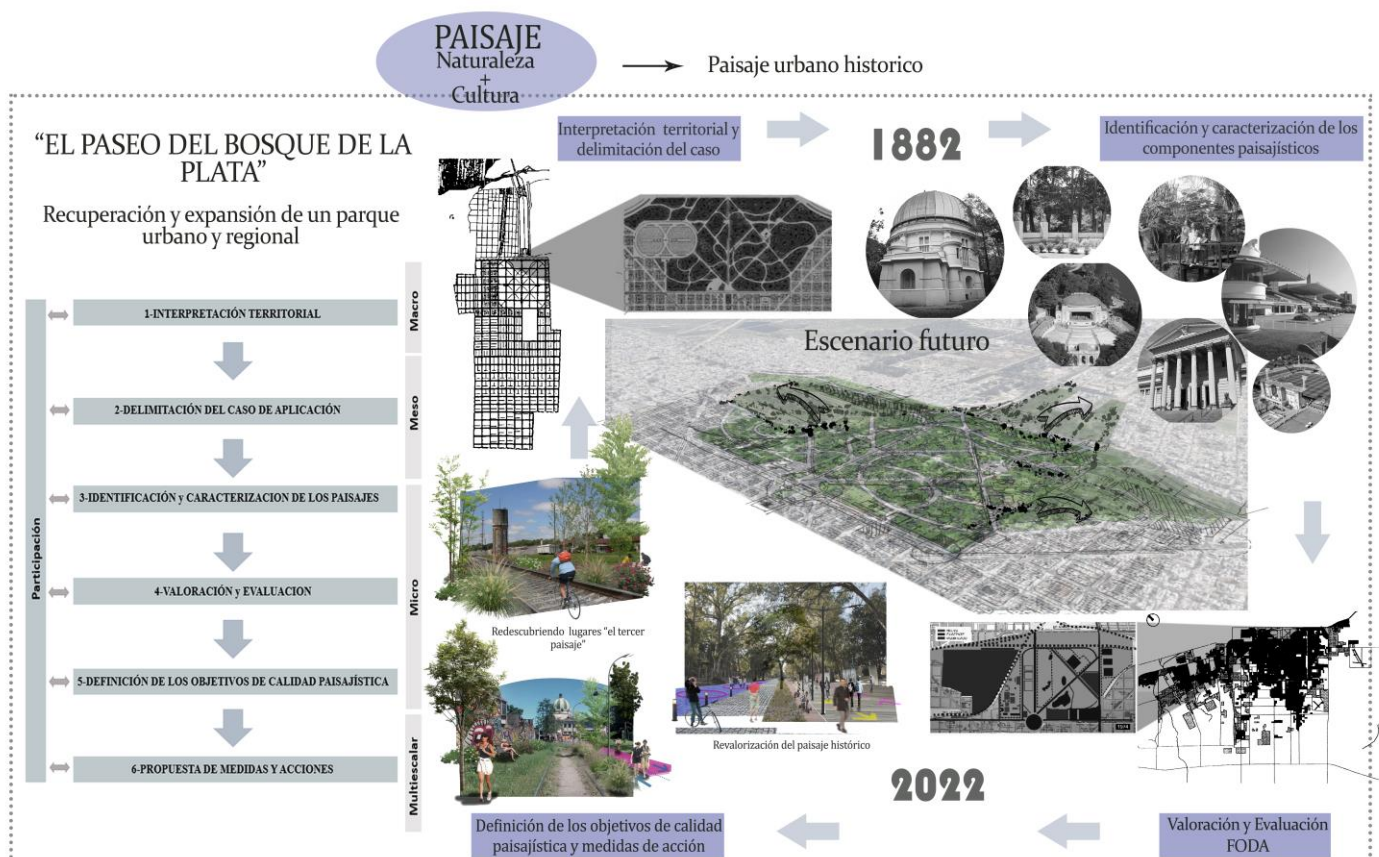 PAISAJE
Naturaleza
+
Cultura
Paisaje urbano historico
"EL PASEO DEL BOSQUE DE LA
PLATA"
Recuperación y expansión de un parque
urbano y regional
Participación
1-INTERPRETACIÓN TERRITORIAL
2-DELIMITACIÓN DEL CASO DE APLICACIÓN
3-IDENTIFICACIÓN y CARACTERIZACION DE LOS PAISAJES
4-VALORACIÓN y EVALUACION
5-DEFINICIÓN DE LOS OBJETIVOS DE CALIDAD PAISAJÍSTICA
6-PROPUESTA DE MEDIDAS Y ACCIONES
Macro
Meso
Micro
Multiescalar
Interpretación territorial y
delimitación del caso
1882
Identificación y caracterización de los
componentes paisajísticos
Escenario futuro
Redescubriendo lugares "el tercer
paisaje"
Revalorización del paisaje histórico
2022
Definición de los objetivos de calidad
paisajística y medidas de acción
Valoración y Evaluación
FODA